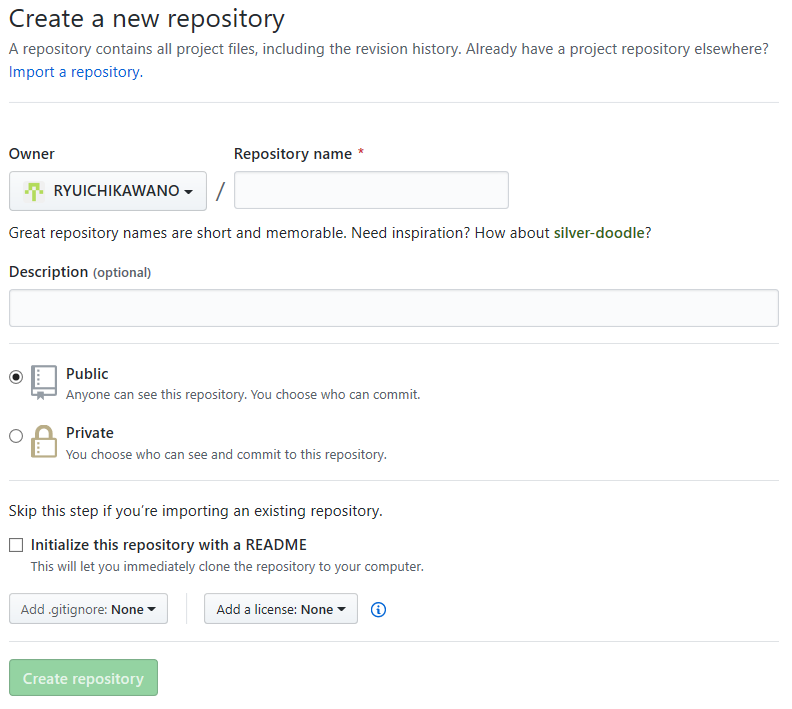 Create a new repository
A repository contains all project files, including the revision history. Already have a project repository elsewhere?
Import a repository.
Owner
Repository name *
RYUICHIKAWANO
/
Great repository names are short and memorable. Need inspiration? How about silver-doodle?
Description (optional)
Public
Anyone can see this repository. You choose who can commit.
Private
You choose who can see and commit to this repository.
Skip this step if you’re importing an existing repository.
Initialize this repository with a README
This will let you immediately clone the repository to your computer.
Add .gitignore: None
Add a license: None
Create repository